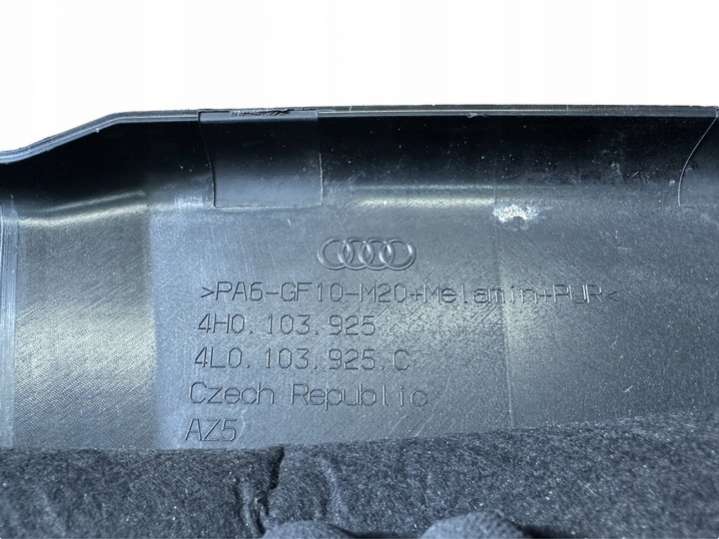 >PA6-GF10-M20+Melamin+PUR<
4H0.103.925
4L0.103.925.C
Czech Republic
AZ5